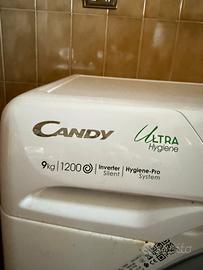 CANDY
ULTRA
Hygiene
9kg 1200 Inverter Hygiene-Pro
Silent System